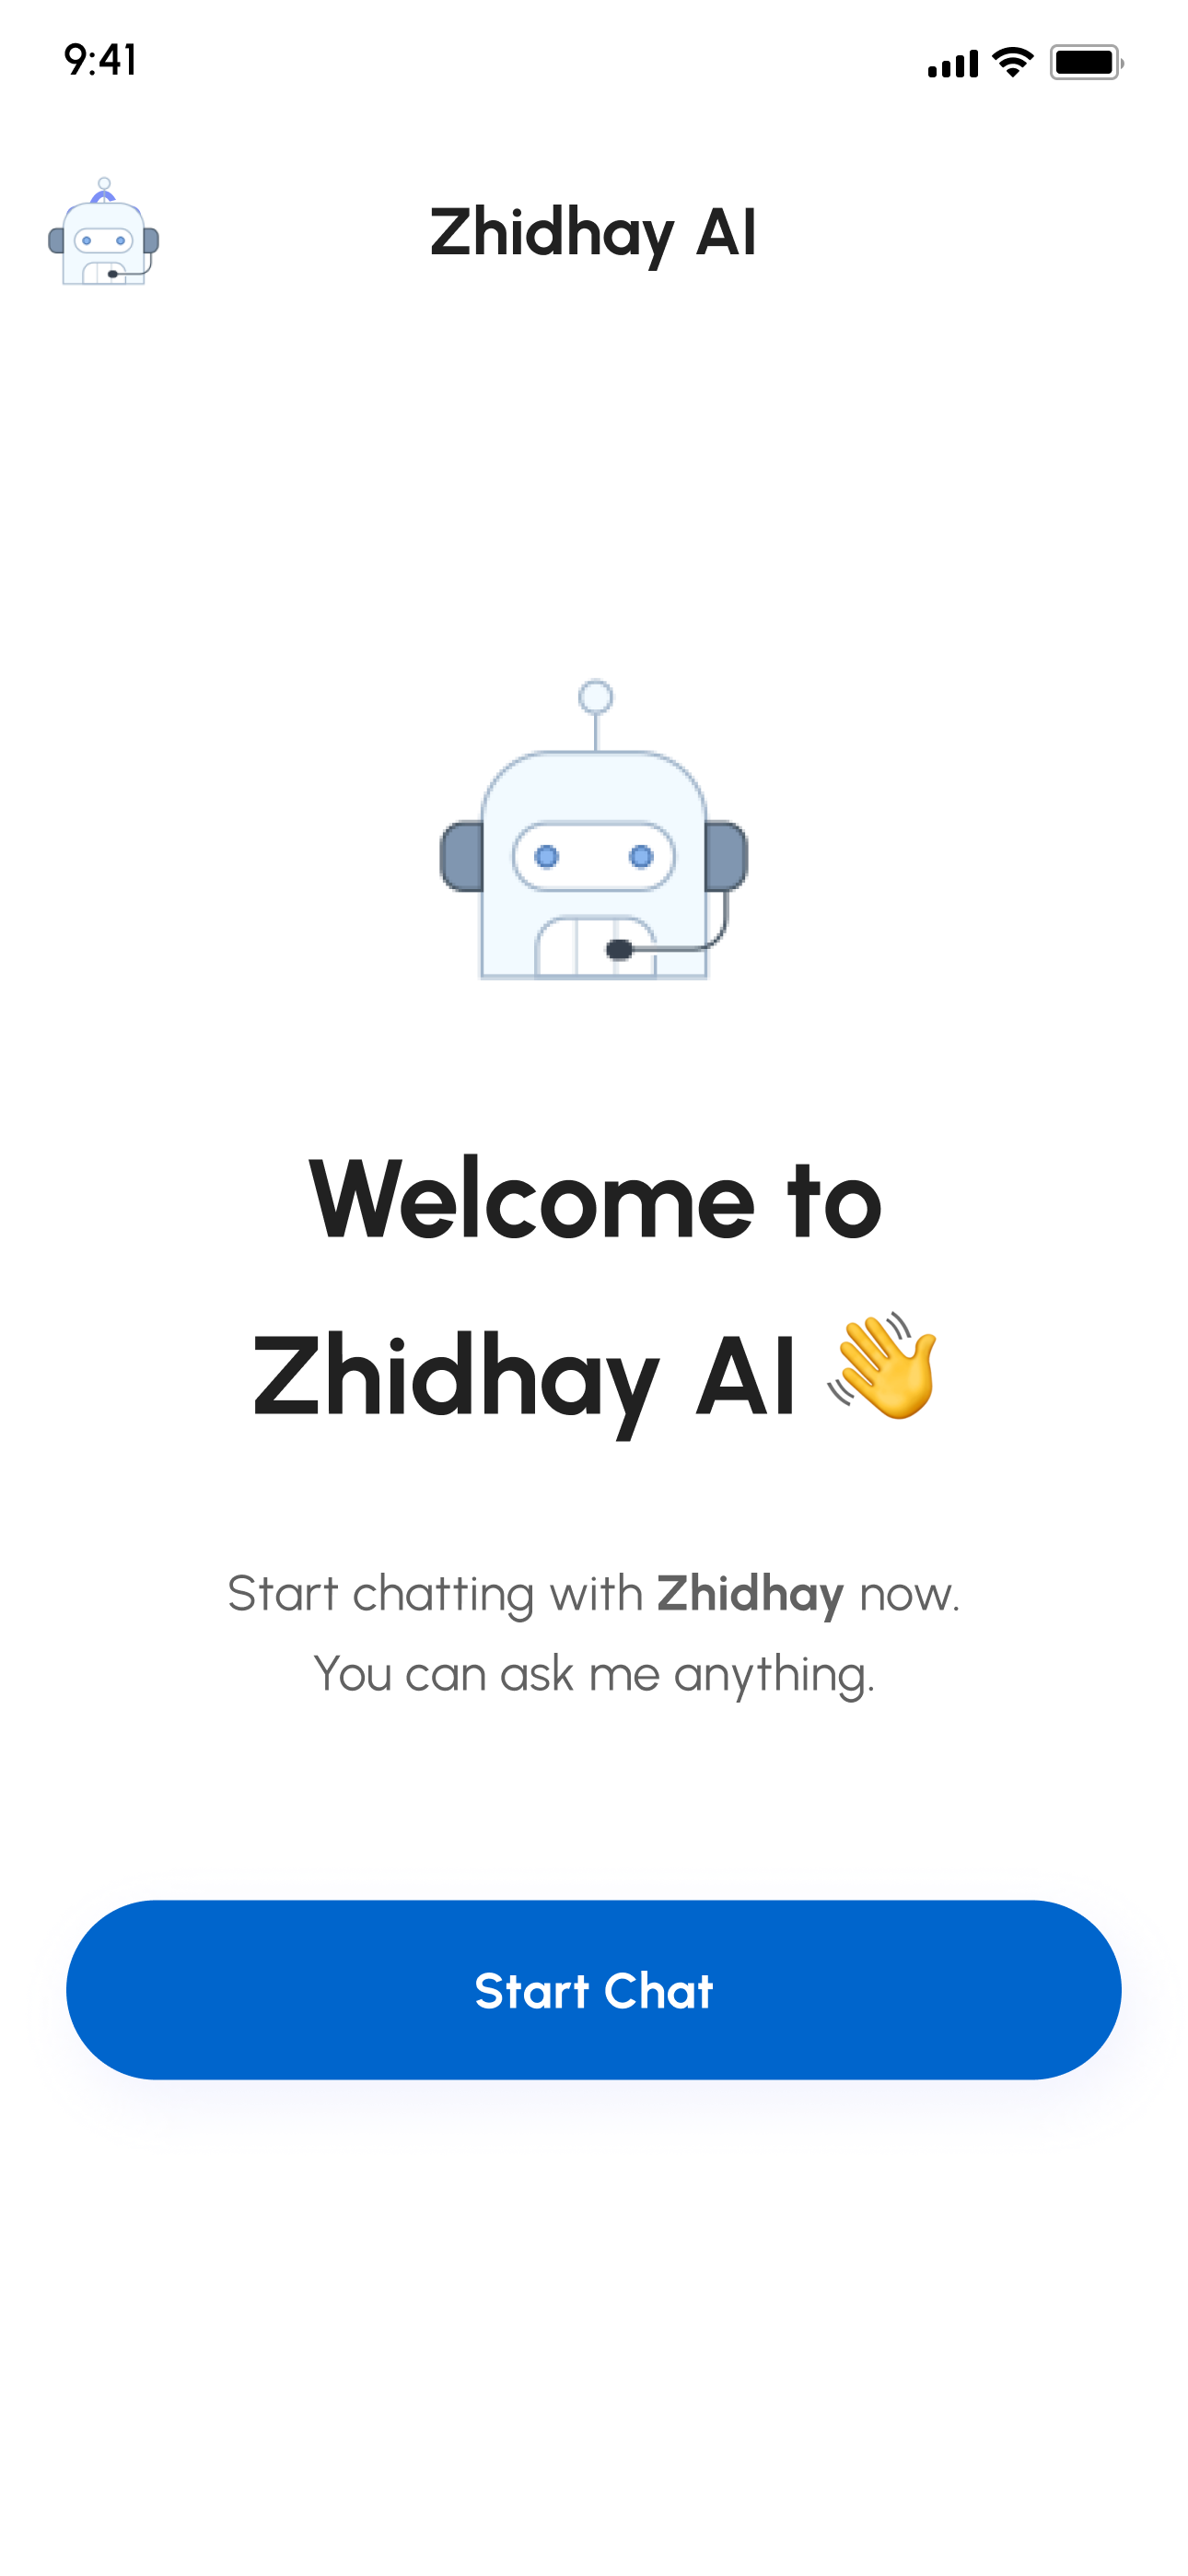 9:41
Zhidhay AI
Welcome to
Zhidhay AI 👋
Start chatting with Zhidhay now.
You can ask me anything.
Start Chat